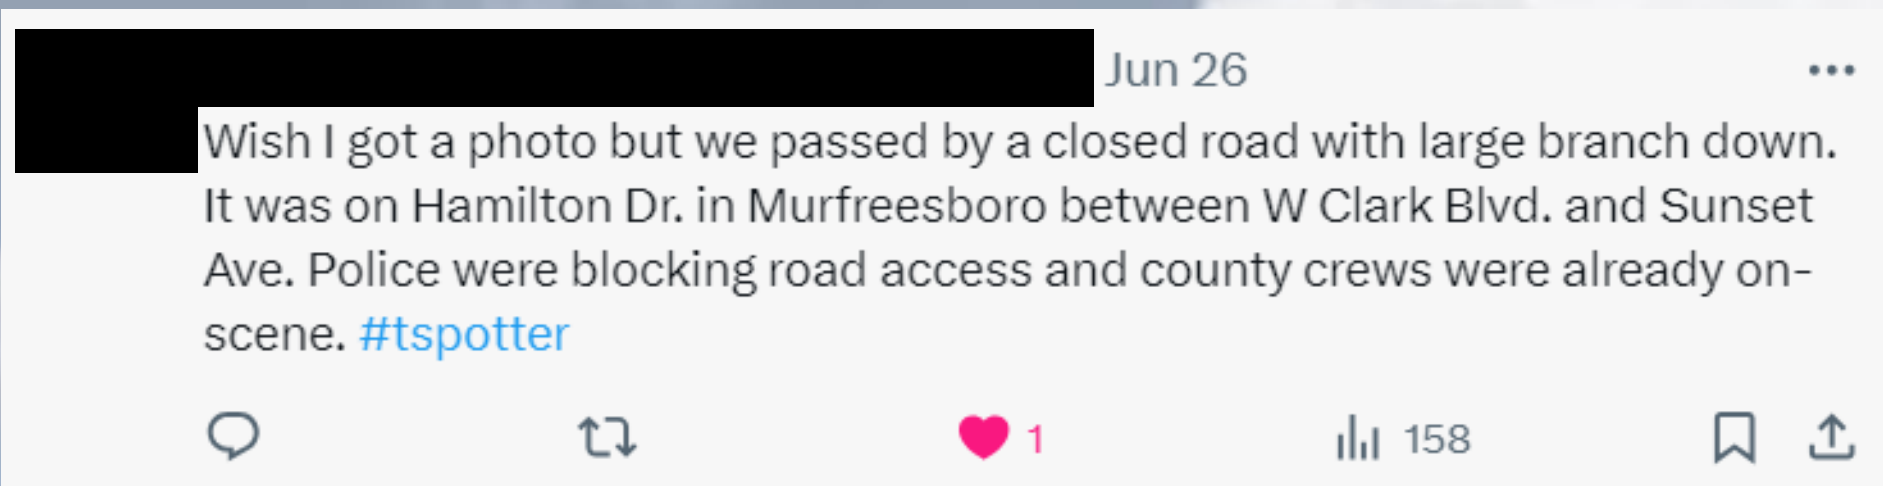 Jun 26
Wish I got a photo but we passed by a closed road with large branch down.
It was on Hamilton Dr. in Murfreesboro between W Clark Blvd. and Sunset
Ave. Police were blocking road access and county crews were already on-
scene. #tspotter
1 158